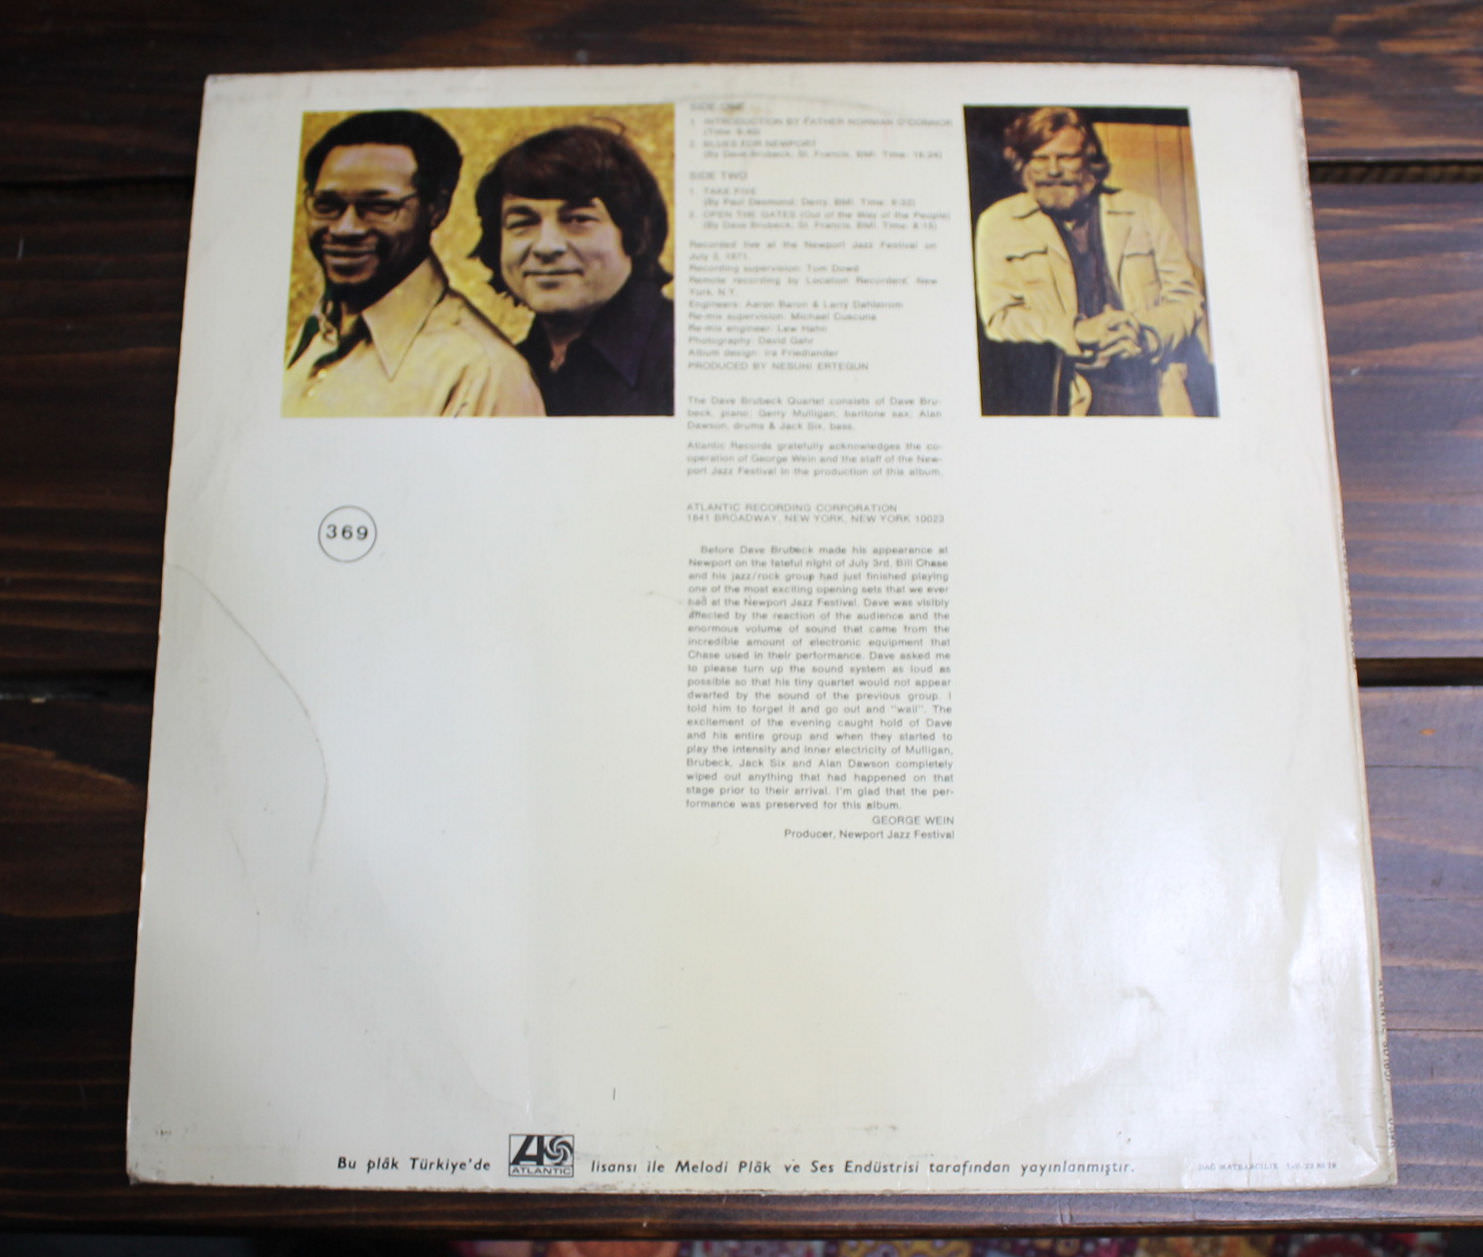 SIDE ONE
1. INTRODUCTION BY FATHER NORMAN O'CONNOR
(Time:
2. BLUES FOR NEWPORT
(By Dave Brubeck, St. Francis, BMI. Time: 16:24)
SIDE TWO
1. TAKE FIVE
(By Paul Desmond, Derry, BMI. Time: 9:32)
2. OPEN THE GATES (Out of the Way of the People)
(By Dave Brubeck, St. Francis, BMI. Time: 8:15)
Recorded live at the Newport Jazz Festival on
July 3, 1971.
Recording supervision: Tom Dowd
Remote recording by Location Recorders, New
York, N.Y.
Engineers: Aaron Baron & Larry Dahlstrom
Re-mix supervision: Michael Cuscuna
Re-mix engineer: Lew Hahn
Photography: David Gahr
Album design: Ira Friedlander
PRODUCED BY NESUHI ERTEGUN
The Dave Brubeck Quartet consists of Dave Bru-
beck, piano; Gerry Mulligan, baritone sax; Alan
Dawson, drums & Jack Six, bass.
Atlantic Records gratefully acknowledges the co-
operation of George Wein and the staff of the New-
port Jazz Festival in the production of this album.
ATLANTIC RECORDING CORPORATION
1841 BROADWAY, NEW YORK, NEW YORK 10023
369
Before Dave Brubeck made his appearance at
Newport on the fateful night of July 3rd, Bill Chase
and his jazz/rock group had just finished playing
one of the most exciting opening sets that we ever
had at the Newport Jazz Festival. Dave was visibly
affected by the reaction of the audience and the
enormous volume of sound that came from the
incredible amount of electronic equipment that
Chase used in their performance. Dave asked me
to please turn up the sound system as loud as
possible so that his tiny quartet would not appear
dwarfed by the sound of the previous group. I
told him to forget it and go out and "wail". The
excitement of the evening caught hold of Dave
and his entire group and when they started to
play the intensity and inner electricity of Mulligan,
Brubeck, Jack Six and Alan Dawson completely
wiped out anything that had happened on that
stage prior to their arrival. I'm glad that the per-
formance was preserved for this album.
GEORGE WEIN
Producer, Newport Jazz Festival
Bu plâk Türkiye'de ATLANTIC lisansı ile Melodi Plâk ve Ses Endüstrisi tarafından yayınlanmıştır.